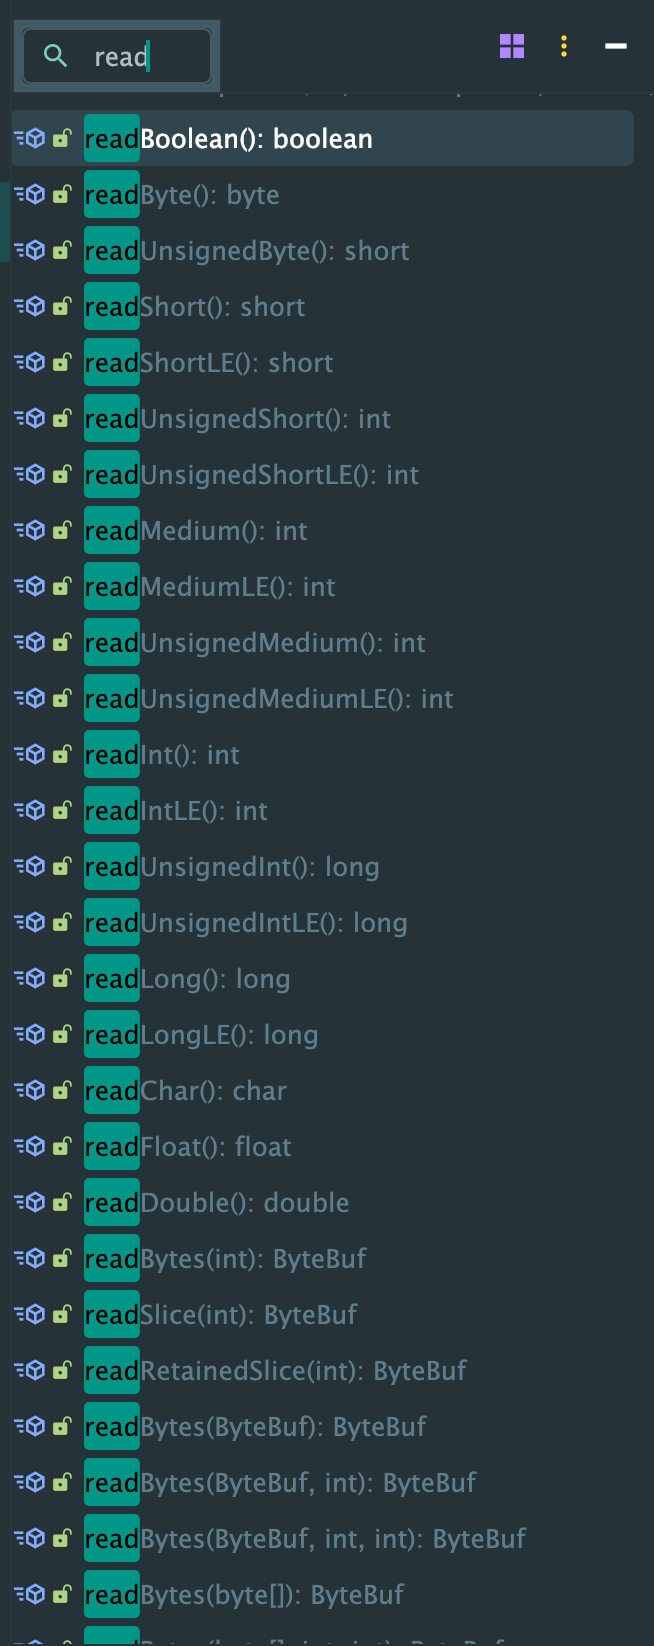 read
readBoolean(): boolean
readByte(): byte
readUnsignedByte(): short
readShort(): short
readShortLE(): short
readUnsignedShort(): int
readUnsignedShortLE(): int
readMedium(): int
readMediumLE(): int
readUnsignedMedium(): int
readUnsignedMediumLE(): int
readInt(): int
readIntLE(): int
readUnsignedInt(): long
readUnsignedIntLE(): long
readLong(): long
readLongLE(): long
readChar(): char
readFloat(): float
readDouble(): double
readBytes(int): ByteBuf
readSlice(int): ByteBuf
readRetainedSlice(int): ByteBuf
readBytes(ByteBuf): ByteBuf
readBytes(ByteBuf, int): ByteBuf
readBytes(ByteBuf, int, int): ByteBuf
readBytes(byte[]): ByteBuf